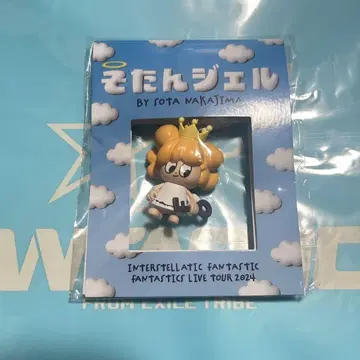 そたんジェル
BY SOTA NAKAJIMA
INTERSTELLATIC FANTASTIC
FANTASTICS LIVE TOUR 2024
FROM EXILE TRIBE